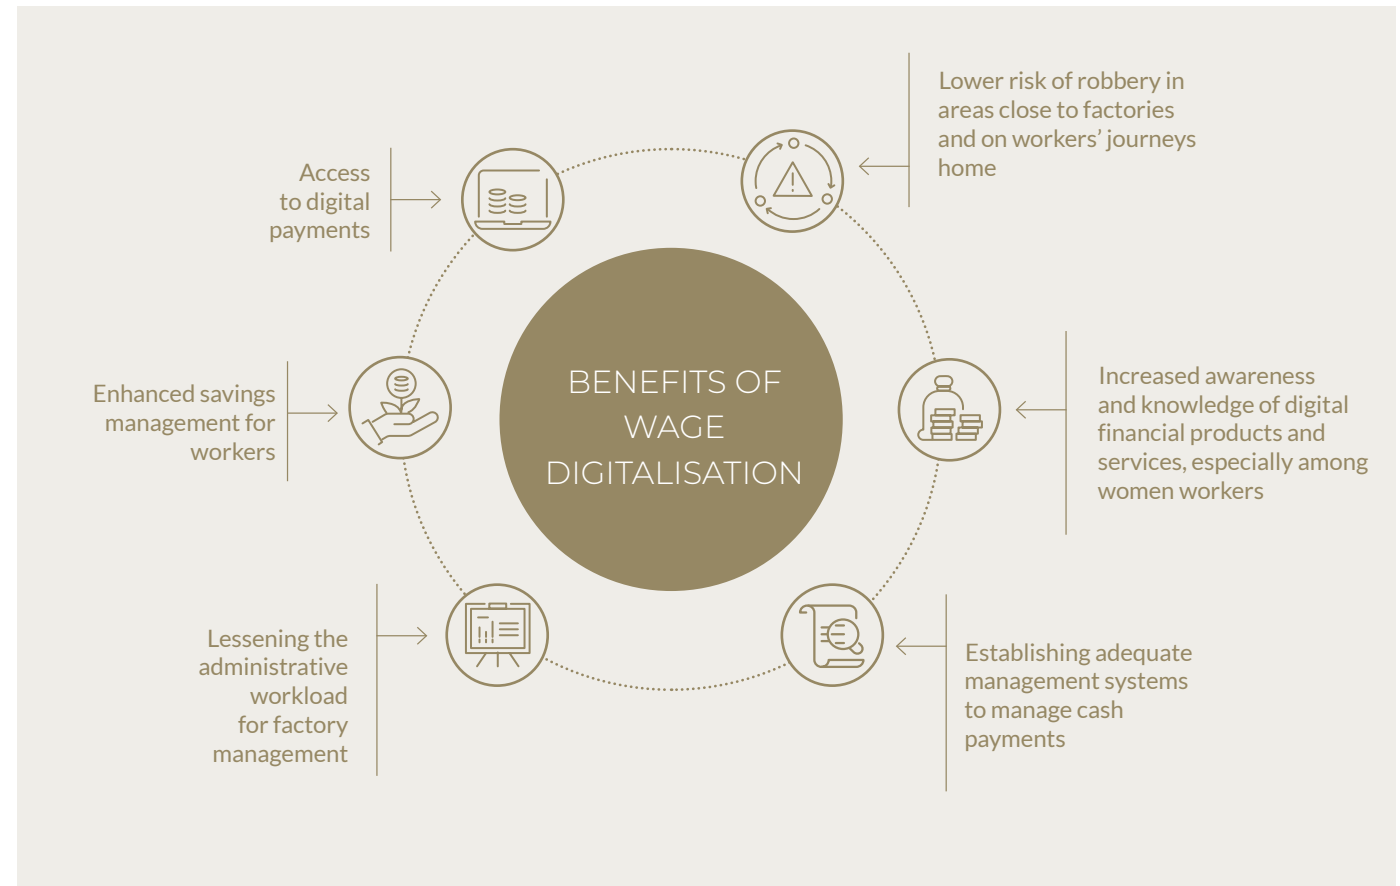 BENEFITS OF
WAGE
DIGITALISATION
Lower risk of robbery in
areas close to factories
and on workers’ journeys
home
Increased awareness
and knowledge of digital
financial products and
services, especially among
women workers
Establishing adequate
management systems
to manage cash
payments
Lessening the
administrative
workload
for factory
management
Enhanced savings
management for
workers
Access
to digital
payments